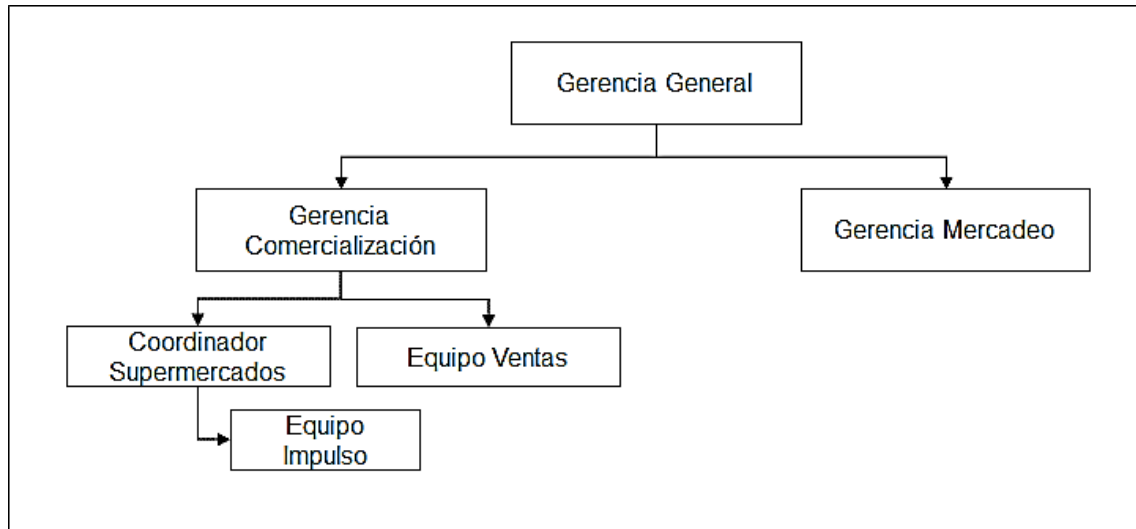 Gerencia General
Gerencia
Comercialización
Gerencia Mercadeo
Coordinador
Supermercados
Equipo Ventas
Equipo
Impulso